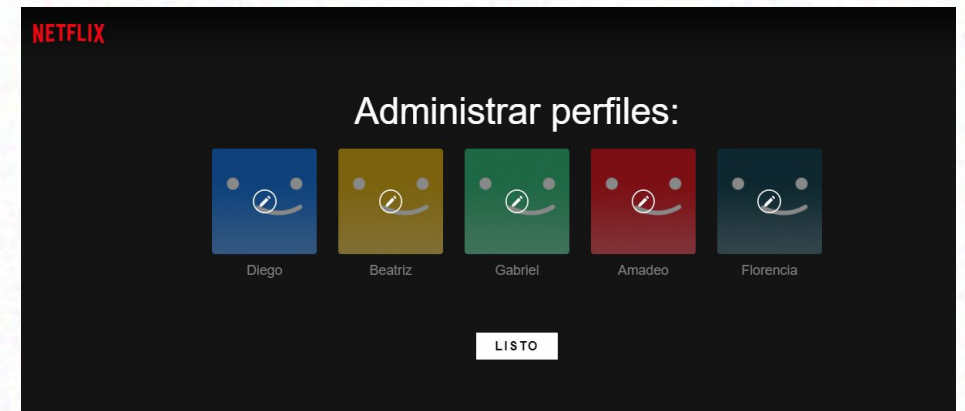 NETFLIX
Administrar perfiles:
Diego Beatriz Gabriel Amadeo Florencia
LISTO